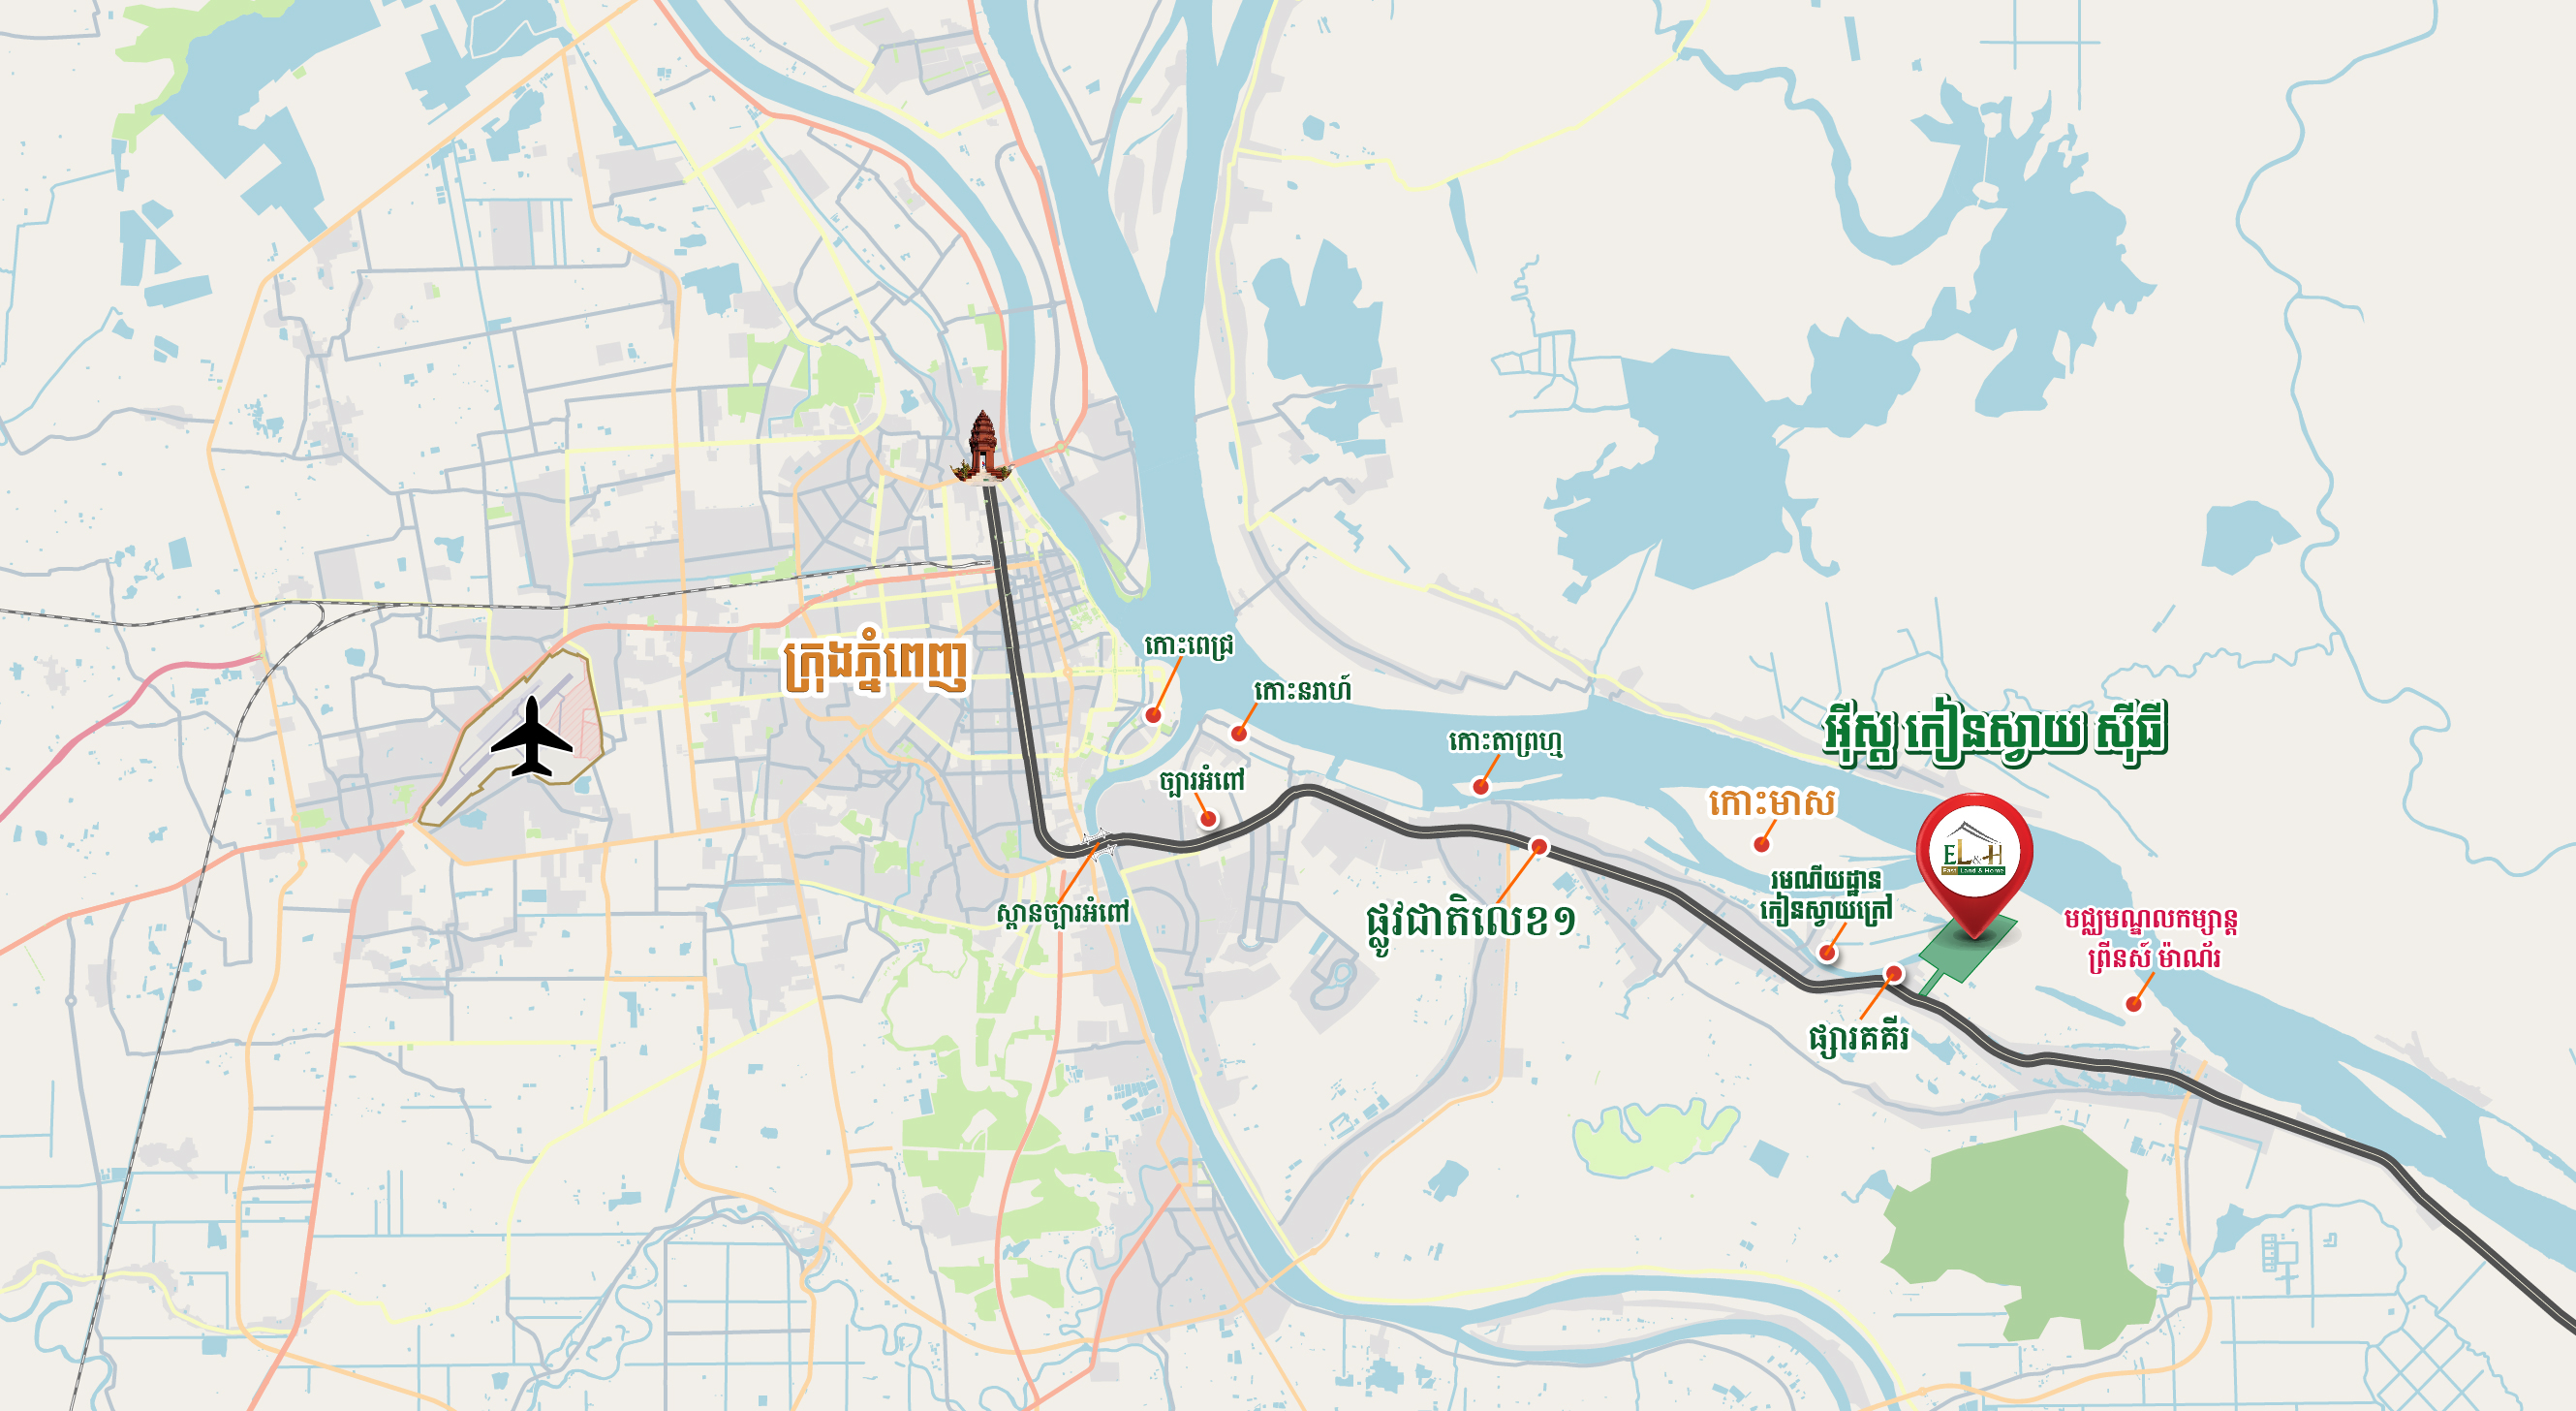 ក្រុងភ្នំពេញ
កោះពេជ្រ
កោះនរាហ៍
ច្បារអំពៅ
ស្ពានច្បារអំពៅ
កោះតាព្រហ្ម
ផ្លូវជាតិលេខ១
កោះមាស
អ៊ីស្ត កៀនស្វាយ ស៊ីធី
EL&H
East Land & Home
រមណីយដ្ឋាន
កៀនស្វាយក្រៅ
ផ្សារគគីរ
មជ្ឈមណ្ឌលកម្សាន្ត
ព្រីនស៍ ម៉ាណ័រ